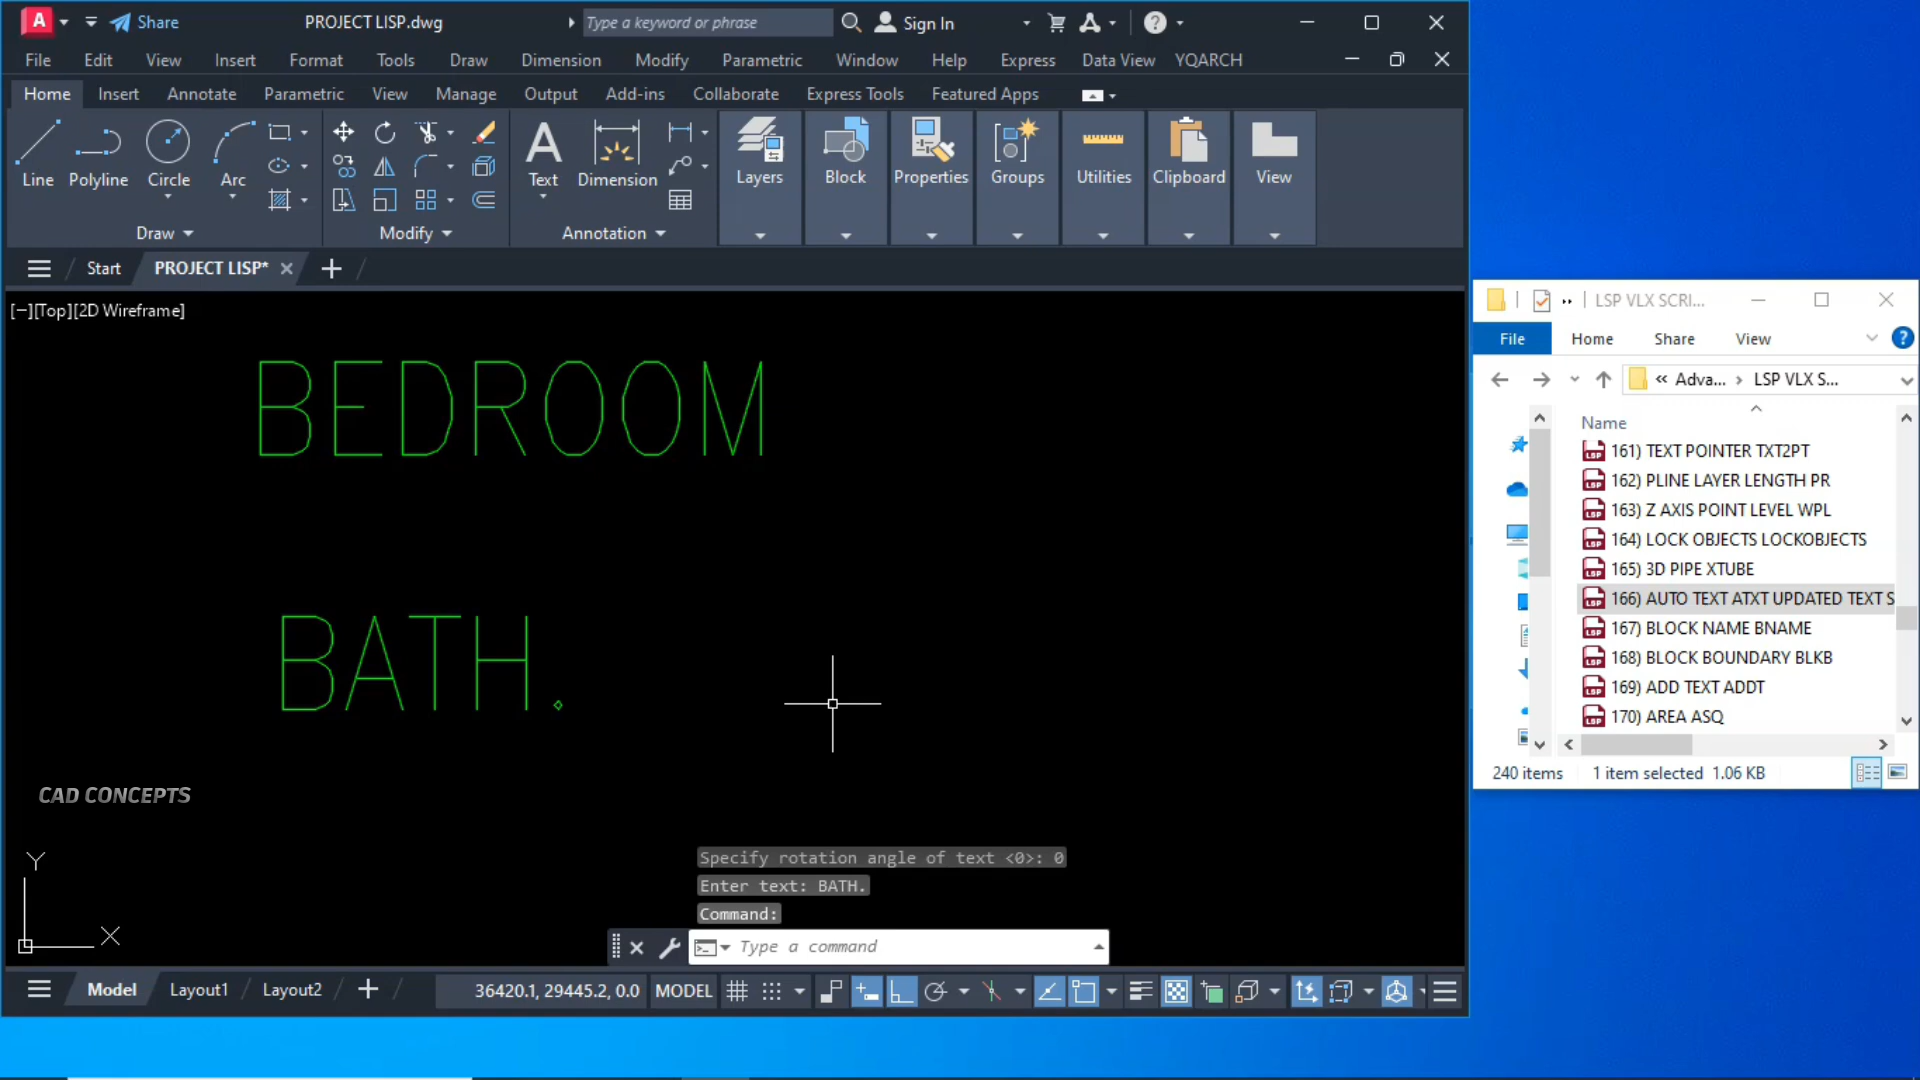 A Share PROJECT LISP.dwg Type a keyword or phrase Sign In ?
File Edit View Insert Format Tools Draw Dimension Modify Parametric Window Help Express Data View YQARCH
Home Insert Annotate Parametric View Manage Output Add-ins Collaborate Express Tools Featured Apps
Line Polyline Circle Arc Text Dimension Layers Block Properties Groups Utilities Clipboard View
Draw Modify Annotation
Start PROJECT LISP*
[−][Top][2D Wireframe]
BEDROOM
BATH.
CAD CONCEPTS
Y
X
Specify rotation angle of text <0>: 0
Enter text: BATH.
Command:
Type a command
Model Layout1 Layout2 36420.1, 29445.2, 0.0 MODEL
LSP VLX SCRI...
File Home Share View ?
« Adva... › LSP VLX S...
Name
161) TEXT POINTER TXT2PT
162) PLINE LAYER LENGTH PR
163) Z AXIS POINT LEVEL WPL
164) LOCK OBJECTS LOCKOBJECTS
165) 3D PIPE XTUBE
166) AUTO TEXT ATXT UPDATED TEXT S
167) BLOCK NAME BNAME
168) BLOCK BOUNDARY BLKB
169) ADD TEXT ADDT
170) AREA ASQ
240 items 1 item selected 1.06 KB